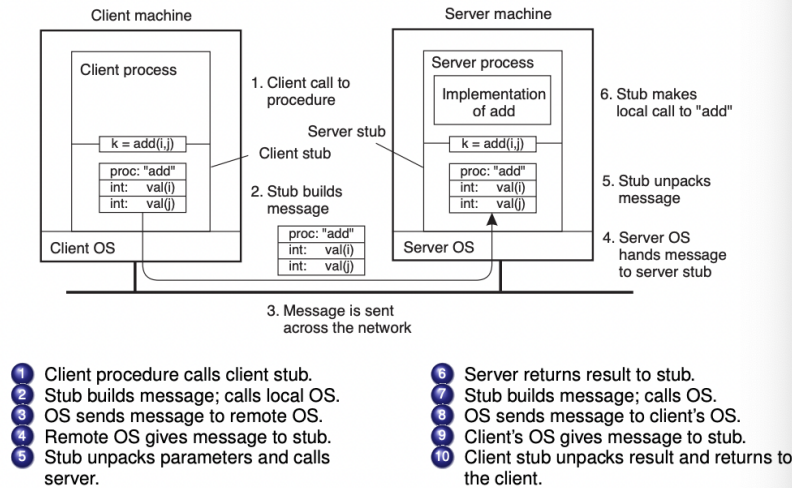 Client machine
Server machine
Client process
1. Client call to
procedure
Server process
Implementation
of add
6. Stub makes
local call to "add"
k = add(i,j)
Server stub
Client stub
k = add(i,j)
proc: "add"
int: val(i)
int: val(j)
2. Stub builds
message
proc: "add"
int: val(i)
int: val(j)
proc: "add"
int: val(i)
int: val(j)
5. Stub unpacks
message
Client OS
Server OS
4. Server OS
hands message
to server stub
3. Message is sent
across the network
1 Client procedure calls client stub.
2 Stub builds message; calls local OS.
3 OS sends message to remote OS.
4 Remote OS gives message to stub.
5 Stub unpacks parameters and calls
server.
6 Server returns result to stub.
7 Stub builds message; calls OS.
8 OS sends message to client's OS.
9 Client's OS gives message to stub.
10 Client stub unpacks result and returns to
the client.